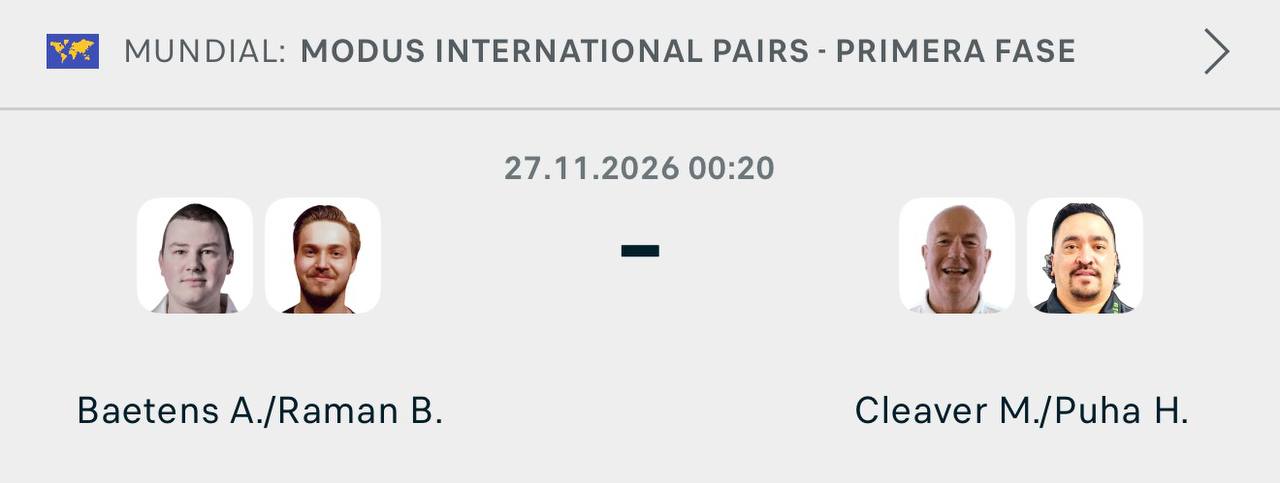 MUNDIAL: MODUS INTERNATIONAL PAIRS - PRIMERA FASE
27.11.2026 00:20
-
Baetens A./Raman B.
Cleaver M./Puha H.